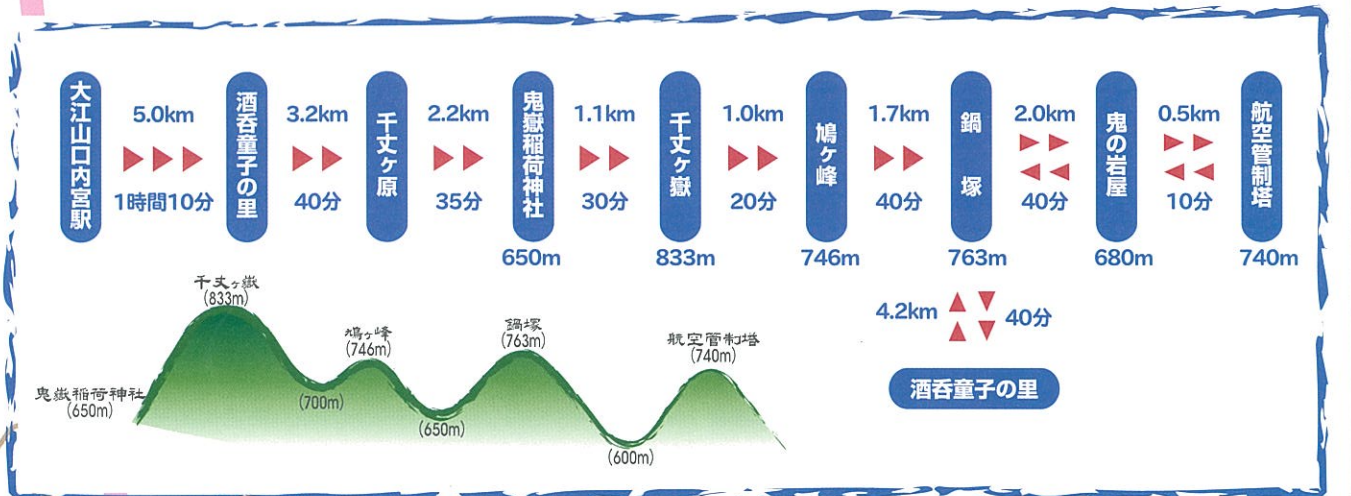 大江山口内宮駅
5.0km
1時間10分
酒呑童子の里
3.2km
40分
千丈ヶ原
2.2km
35分
鬼嶽稲荷神社
650m
1.1km
30分
千丈ヶ嶽
833m
1.0km
20分
鳩ヶ峰
746m
1.7km
40分
鍋塚
763m
2.0km
40分
鬼の岩屋
680m
0.5km
10分
航空管制塔
740m
4.2km
40分
酒呑童子の里
千丈ヶ嶽
(833m)
鳩ヶ峰
(746m)
鍋塚
(763m)
航空管制塔
(740m)
鬼嶽稲荷神社
(650m)
(700m)
(650m)
(600m)